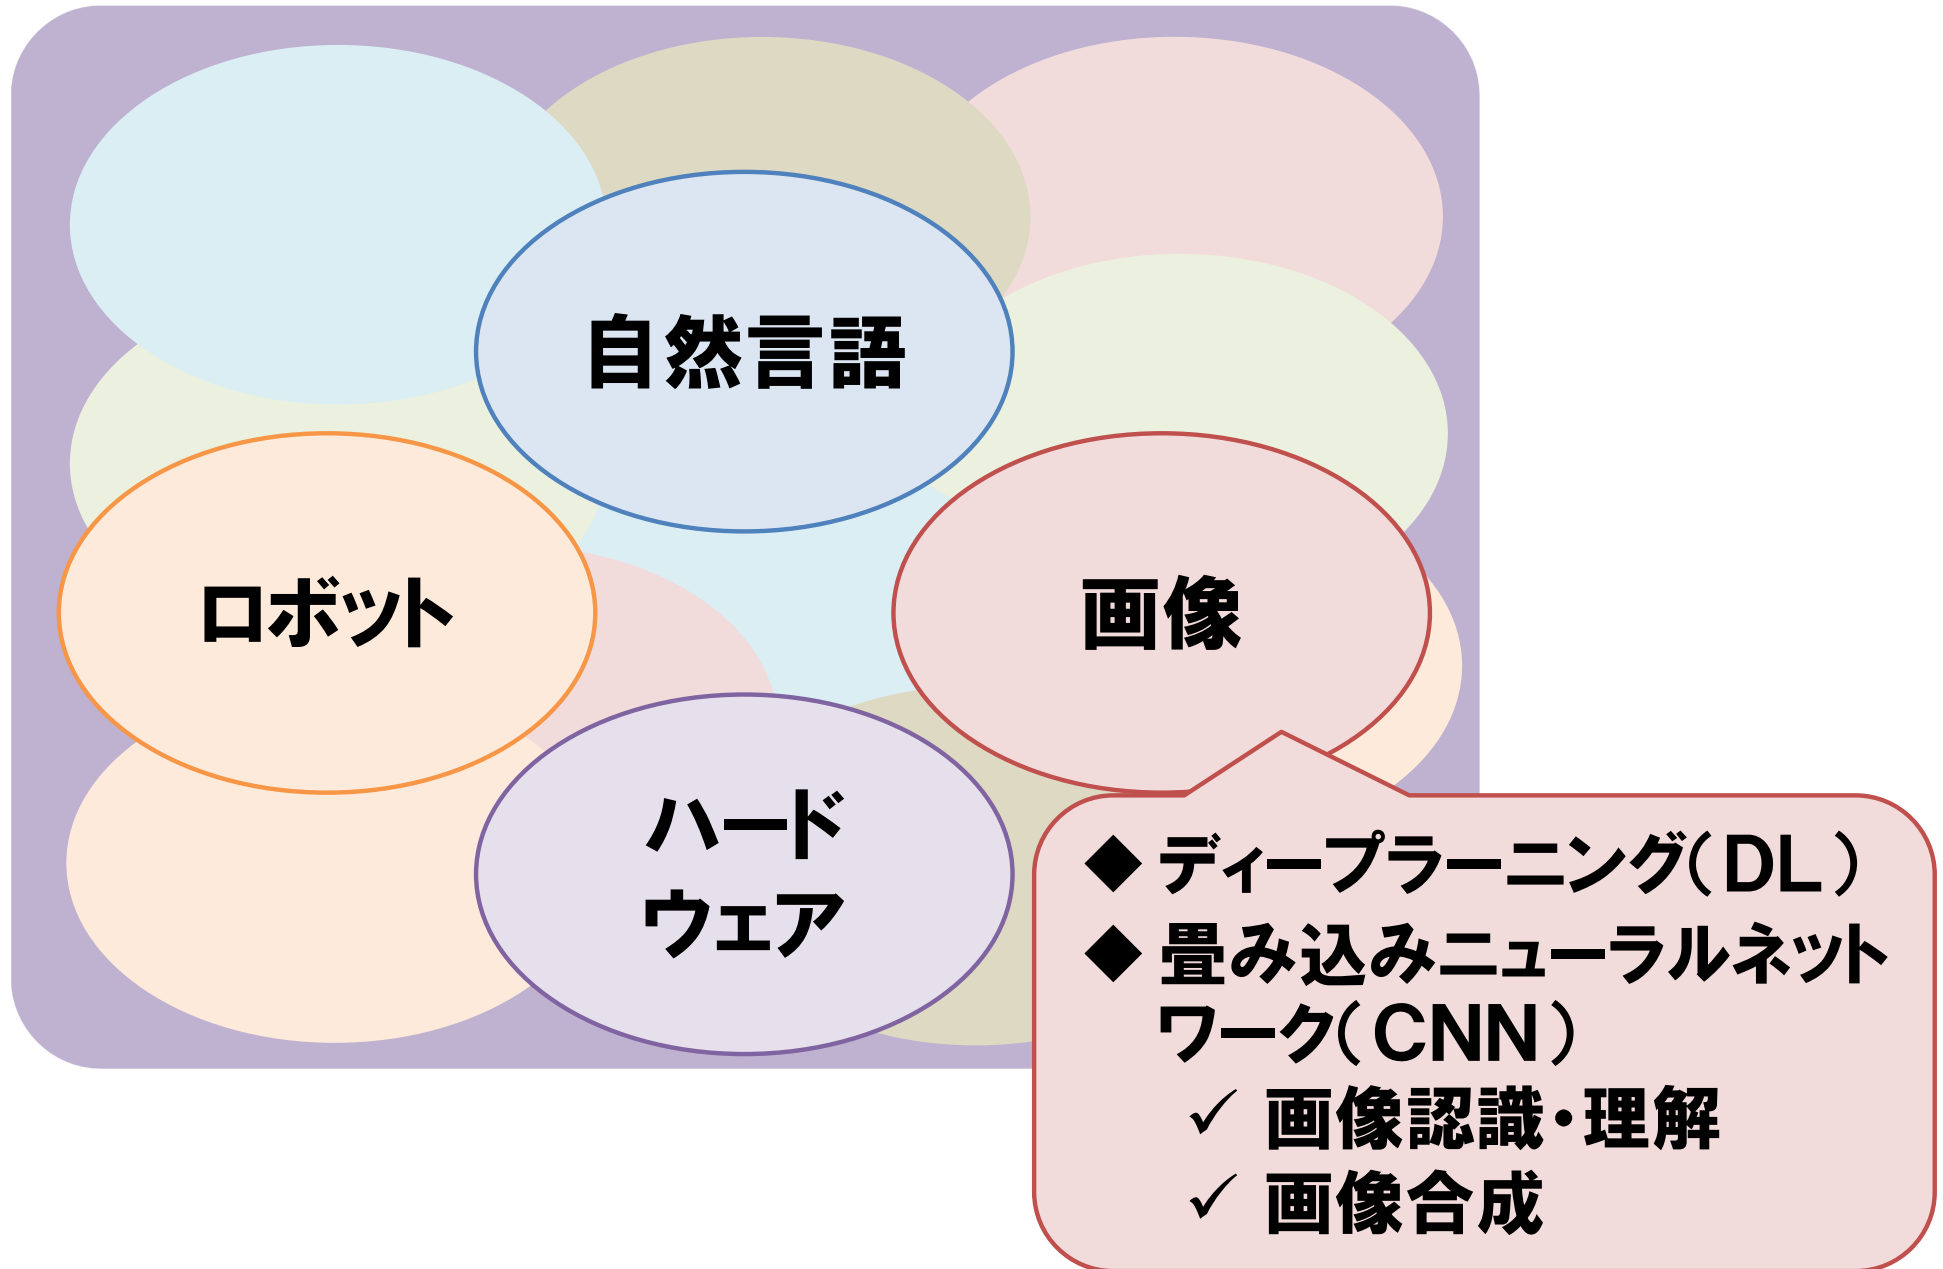 自然言語
ロボット
画像
ハード
ウェア
◆ ディープラーニング(DL)
◆ 畳み込みニューラルネット
ワーク(CNN)
✓ 画像認識・理解
✓ 画像合成